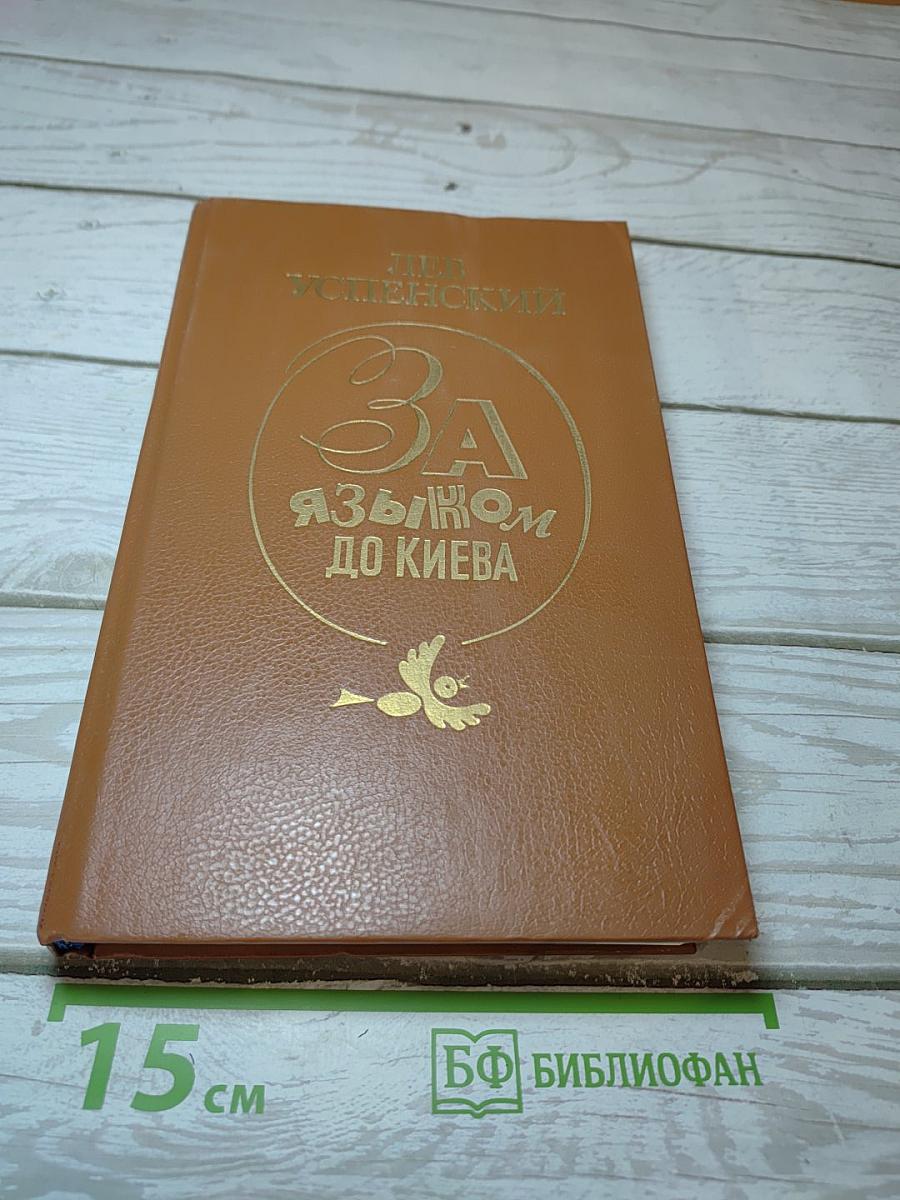 ЛЕВ
УСПЕНСКИЙ
ЗА
ЯЗЫКОМ
ДО КИЕВА
15 см
БФ БИБЛИОФАН